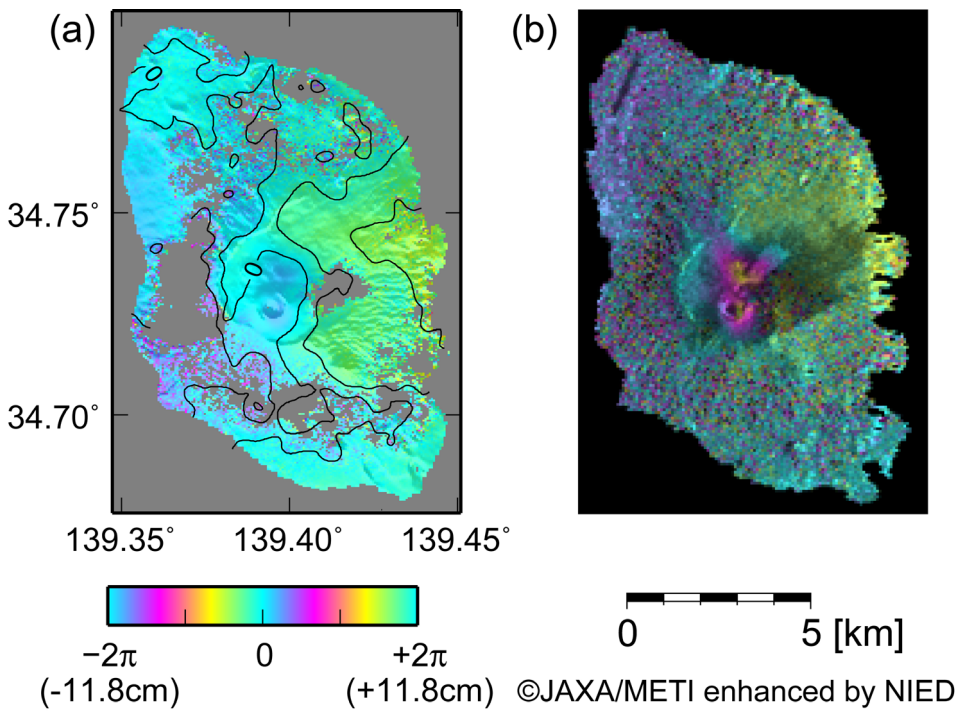 (a)
(b)
34.75°
34.70°
139.35° 139.40° 139.45°
−2π 0 +2π
(-11.8cm) (+11.8cm)
0 5 [km]
©JAXA/METI enhanced by NIED